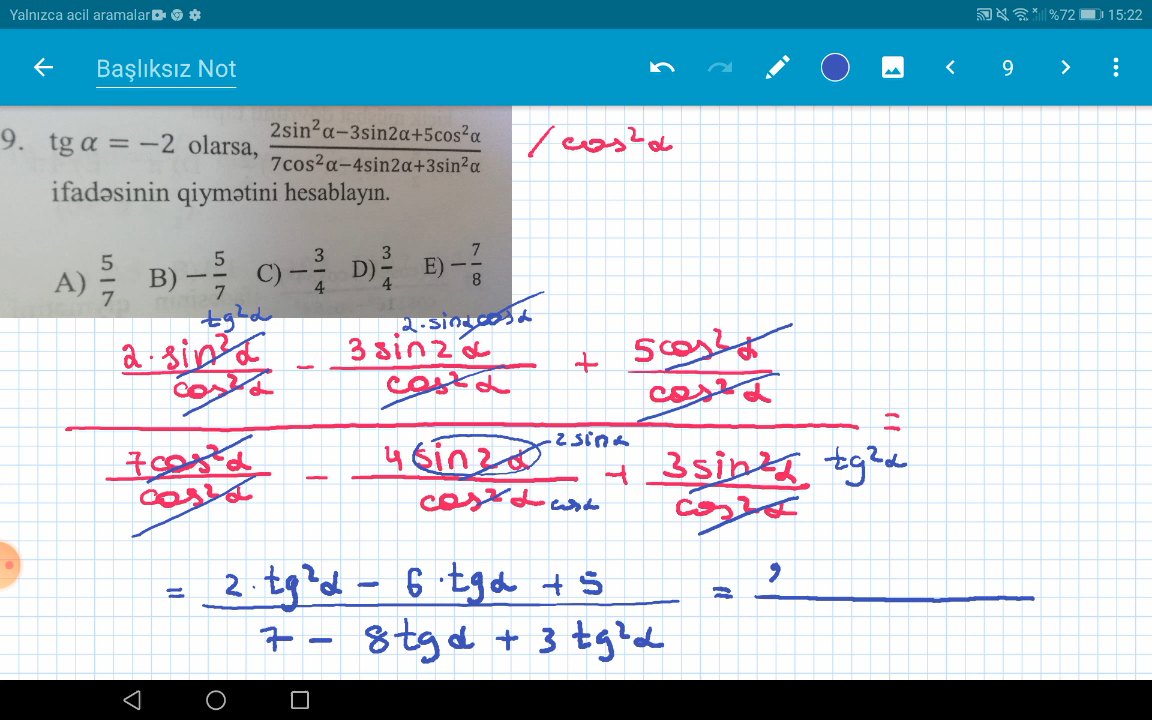 Yalnızca acil aramalar %72 15:22
Başlıksız Not 9
9. tg α = −2 olarsa, (2sin²α−3sin2α+5cos²α)/(7cos²α−4sin2α+3sin²α) / cos²α
ifadəsinin qiymətini hesablayın.
A) 5/7 B) −5/7 C) −3/4 D) 3/4 E) −7/8
tg²α 2·sinαcosα
2·sin²α/cos²α − 3sin2α/cos²α + 5cos²α/cos²α
=
2sinα
7cos²α/cos²α − 4sin2α/cos²α + 3sin²α/cos²α tg²α
cosα
= (2·tg²α − 6·tgα + 5)/(7 − 8tgα + 3tg²α) =